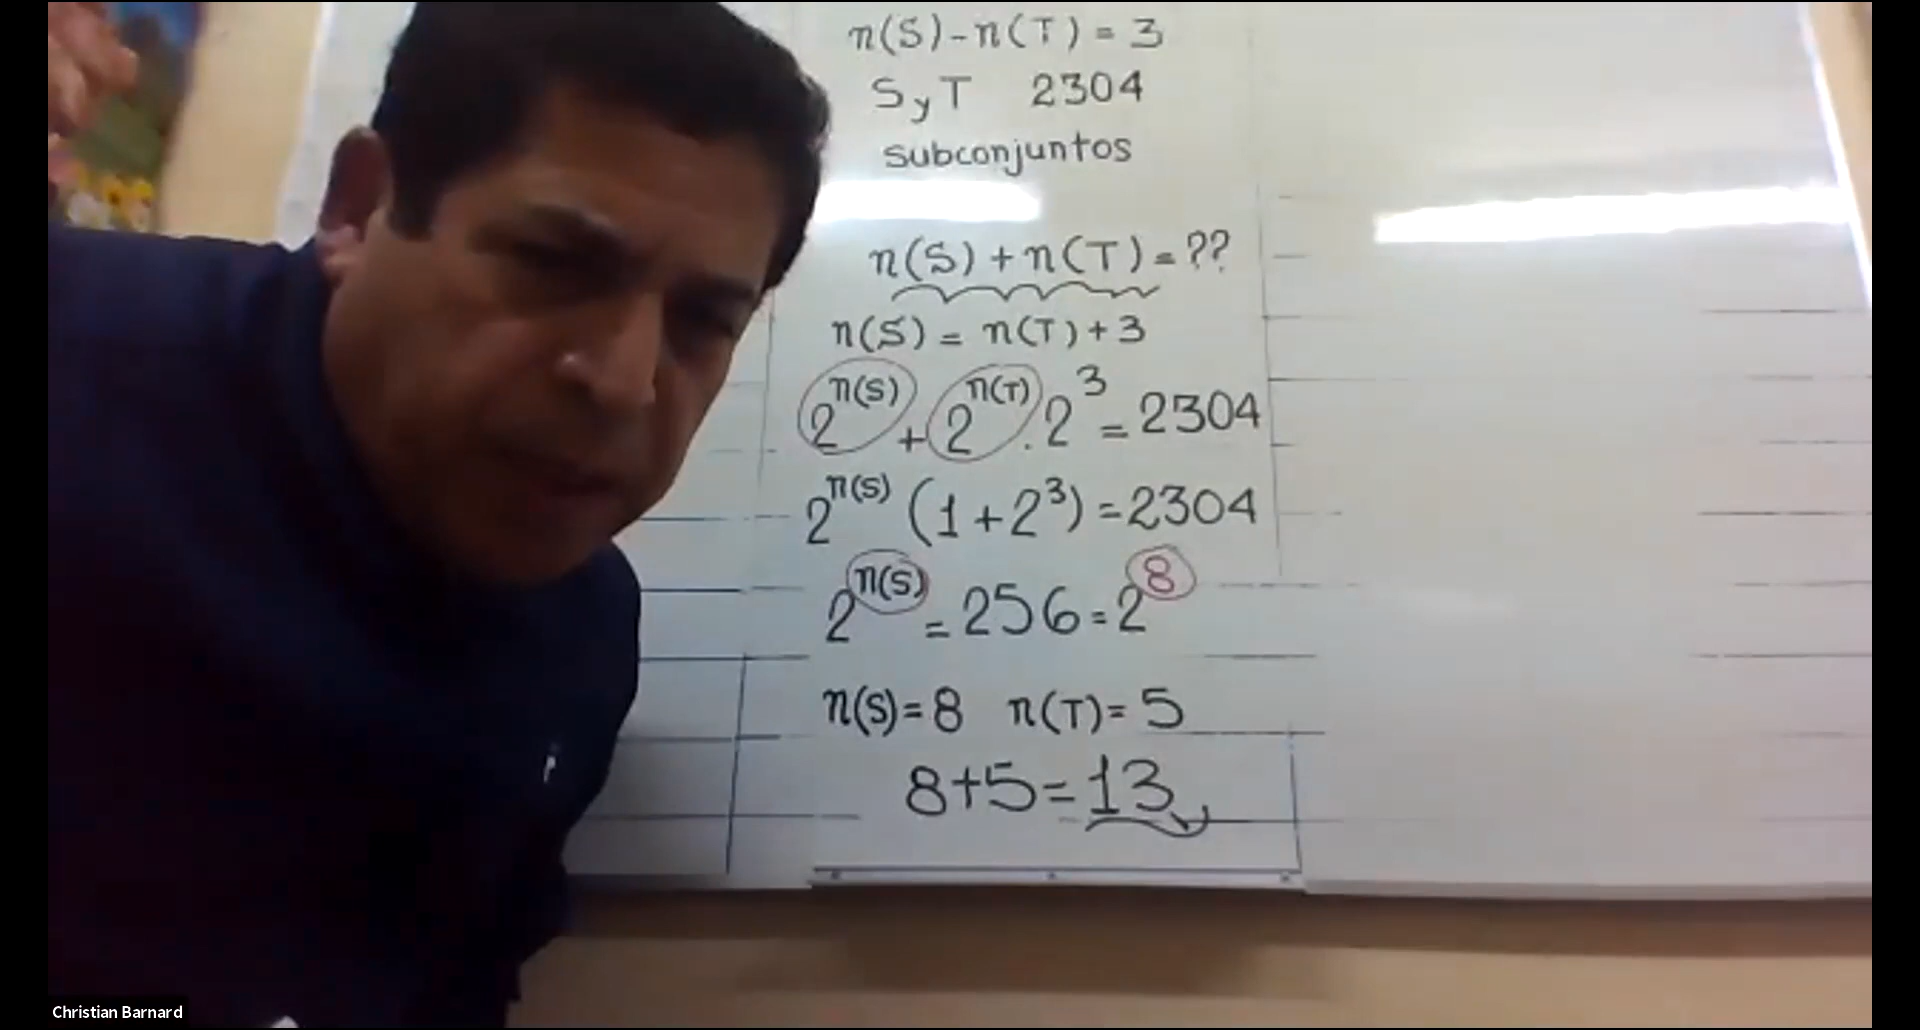 n(S)-n(T) = 3
S y T 2304
subconjuntos
n(S)+n(T)=??
n(S) = n(T)+3
2^n(S) + 2^n(T) . 2^3 = 2304
2^n(S) (1+2^3) = 2304
2^n(S) = 256 = 2^8
n(S)=8 n(T)=5
8+5=13
Christian Barnard